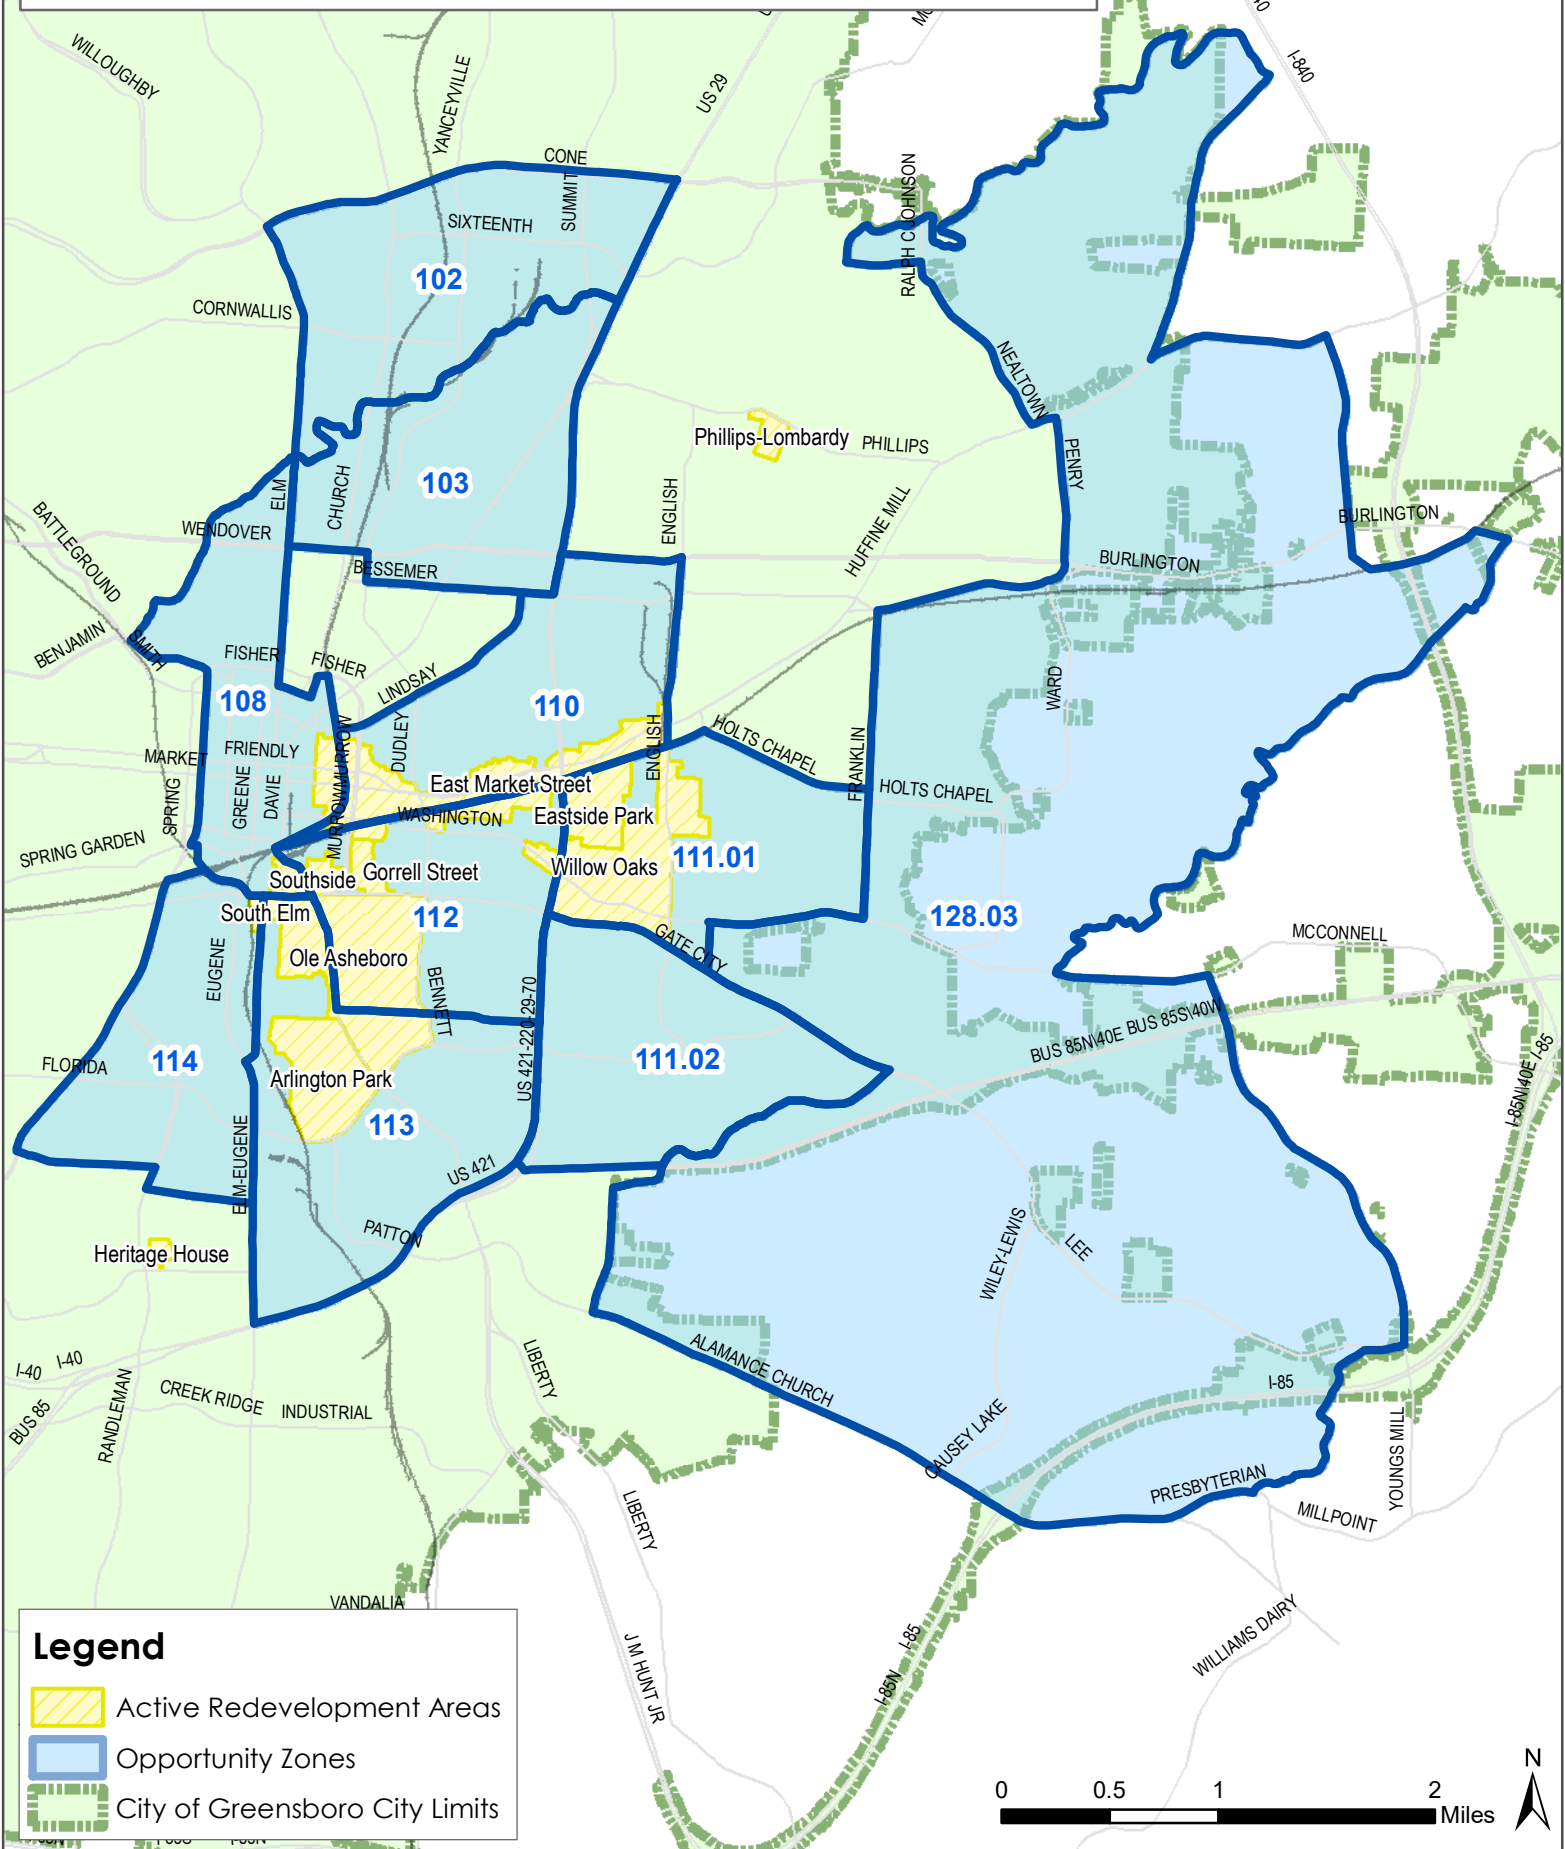 I-840
WILLOUGHBY
YANCEYVILLE
US 29
CONE
SUMMIT
SIXTEENTH
RALPH C JOHNSON
102
CORNWALLIS
NEALTOWN
Phillips-Lombardy
PHILLIPS
PENRY
103
ELM
CHURCH
ENGLISH
HUFFINE MILL
BATTLEGROUND
WENDOVER
BURLINGTON
BESSEMER
BURLINGTON
BENJAMIN
SMITH
FISHER
FISHER
LINDSAY
WARD
108
110
MURROW
MURROW
DUDLEY
ENGLISH
HOLTS CHAPEL
MARKET
FRIENDLY
FRANKLIN
HOLTS CHAPEL
SPRING
GREENE
DAVIE
East Market Street
WASHINGTON
Eastside Park
SPRING GARDEN
111.01
Willow Oaks
Gorrell Street
Southside
South Elm
112
128.03
GATE CITY
MCCONNELL
EUGENE
Ole Asheboro
BENNETT
US 421-220-29-70
BUS 85N\40E
BUS 85S\40W
114
111.02
FLORIDA
Arlington Park
I-85N\40E
I-85
113
ELM-EUGENE
US 421
PATTON
WILEY-LEWIS
LEE
Heritage House
LIBERTY
ALAMANCE CHURCH
I-40
I-40
I-85
RANDLEMAN
CREEK RIDGE
INDUSTRIAL
BUS 85
CAUSEY LAKE
YOUNGS MILL
PRESBYTERIAN
MILLPOINT
LIBERTY
VANDALIA
WILLIAMS DAIRY
J M HUNT JR
I-85
I-85N
Legend
Active Redevelopment Areas
Opportunity Zones
City of Greensboro City Limits
N
0 0.5 1 2
Miles